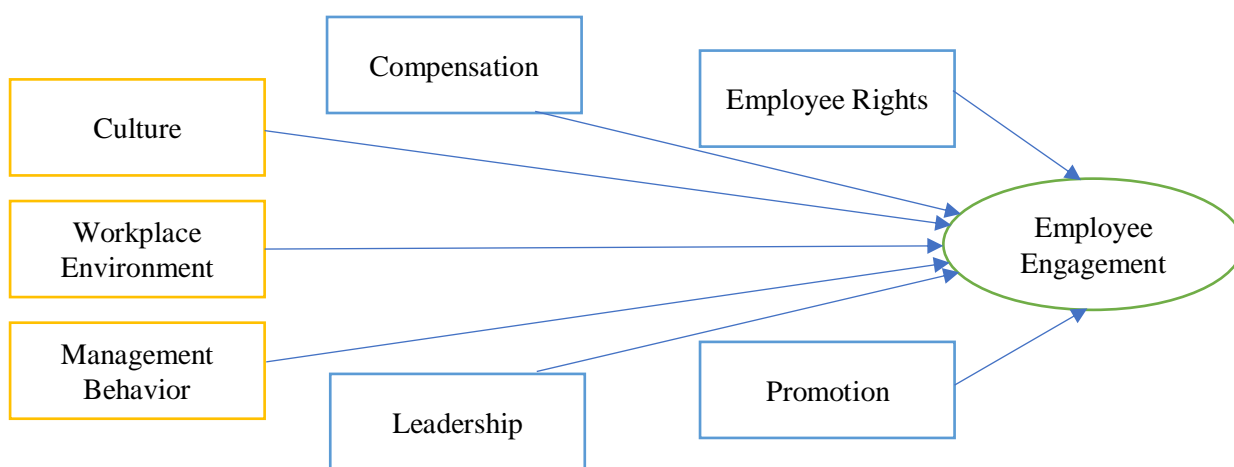 Compensation
Employee Rights
Culture
Workplace
Environment
Employee
Engagement
Management
Behavior
Promotion
Leadership